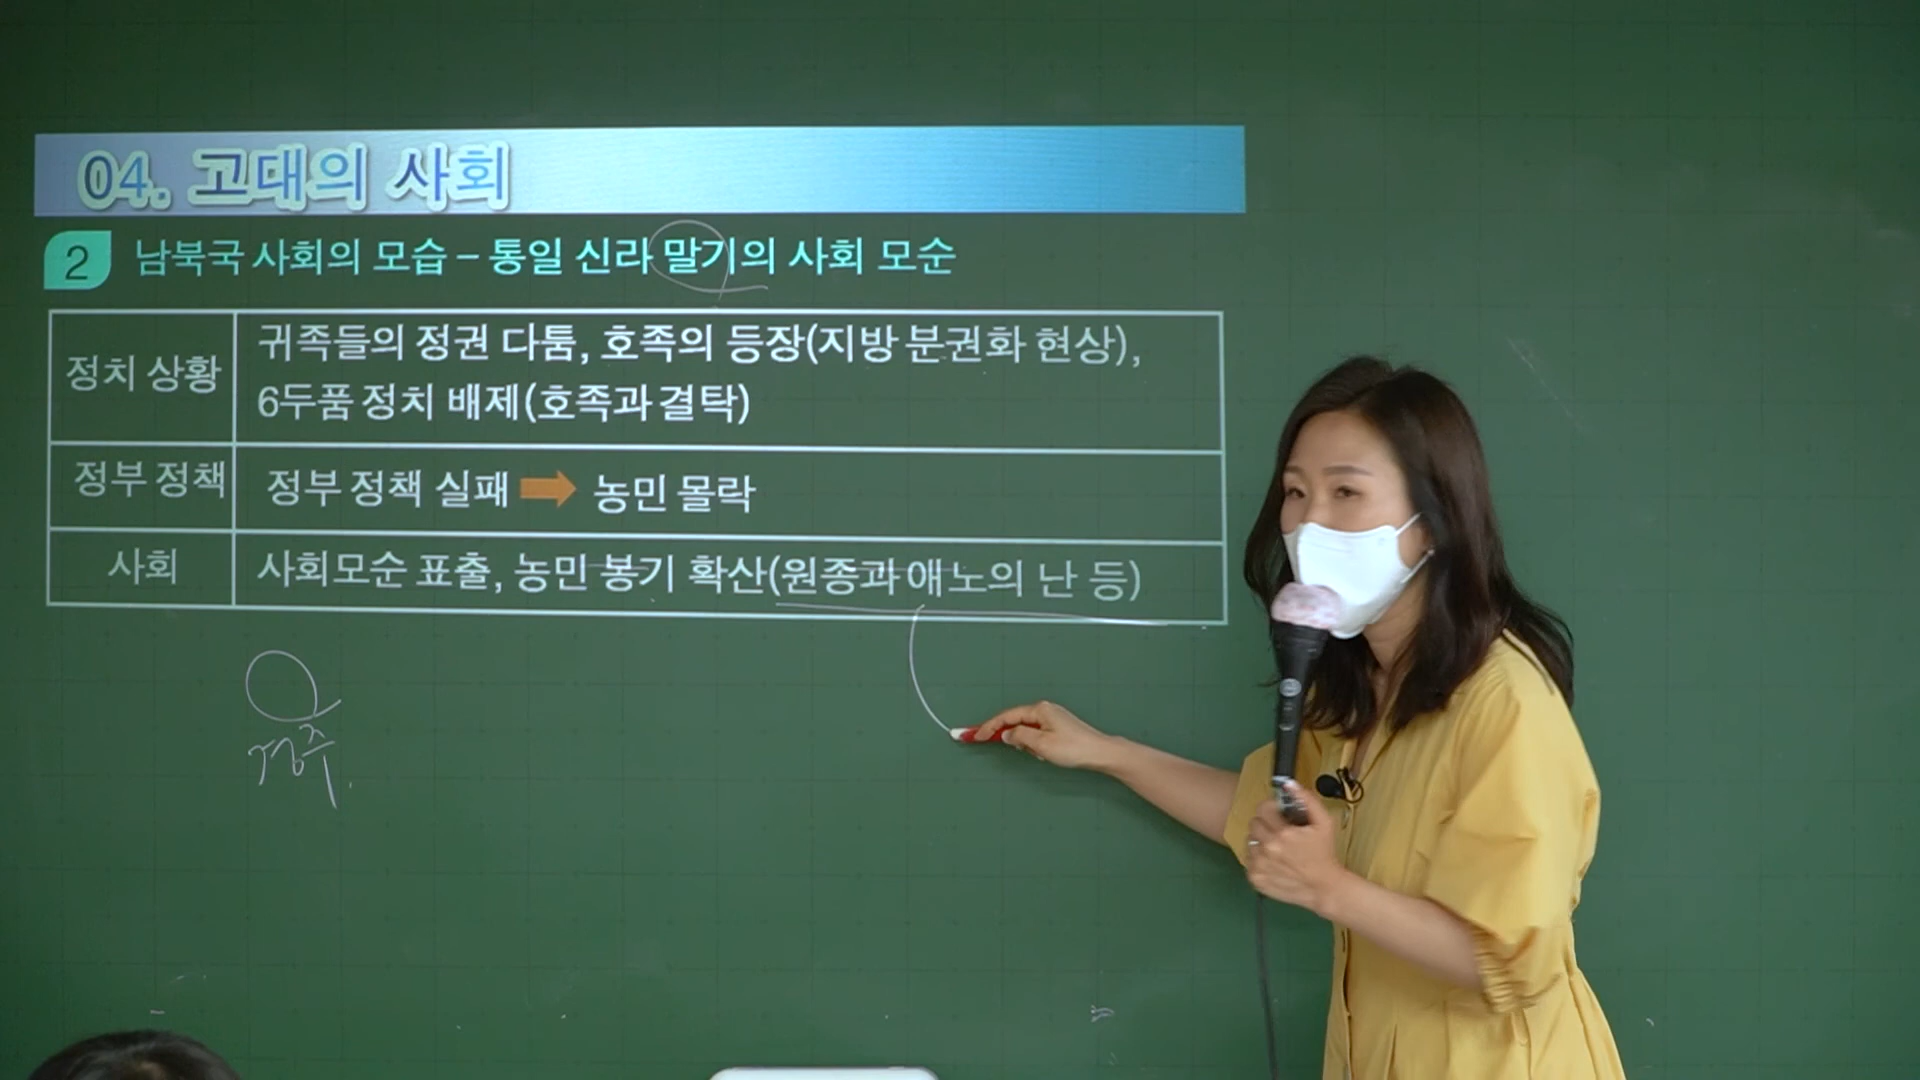 04. 고대의 사회
2 남북국 사회의 모습 – 통일 신라 말기의 사회 모순
정치 상황
귀족들의 정권 다툼, 호족의 등장(지방 분권화 현상),
6두품 정치 배제(호족과 결탁)
정부 정책
정부 정책 실패 ➡ 농민 몰락
사회
사회모순 표출, 농민 봉기 확산(원종과 애노의 난 등)
경주